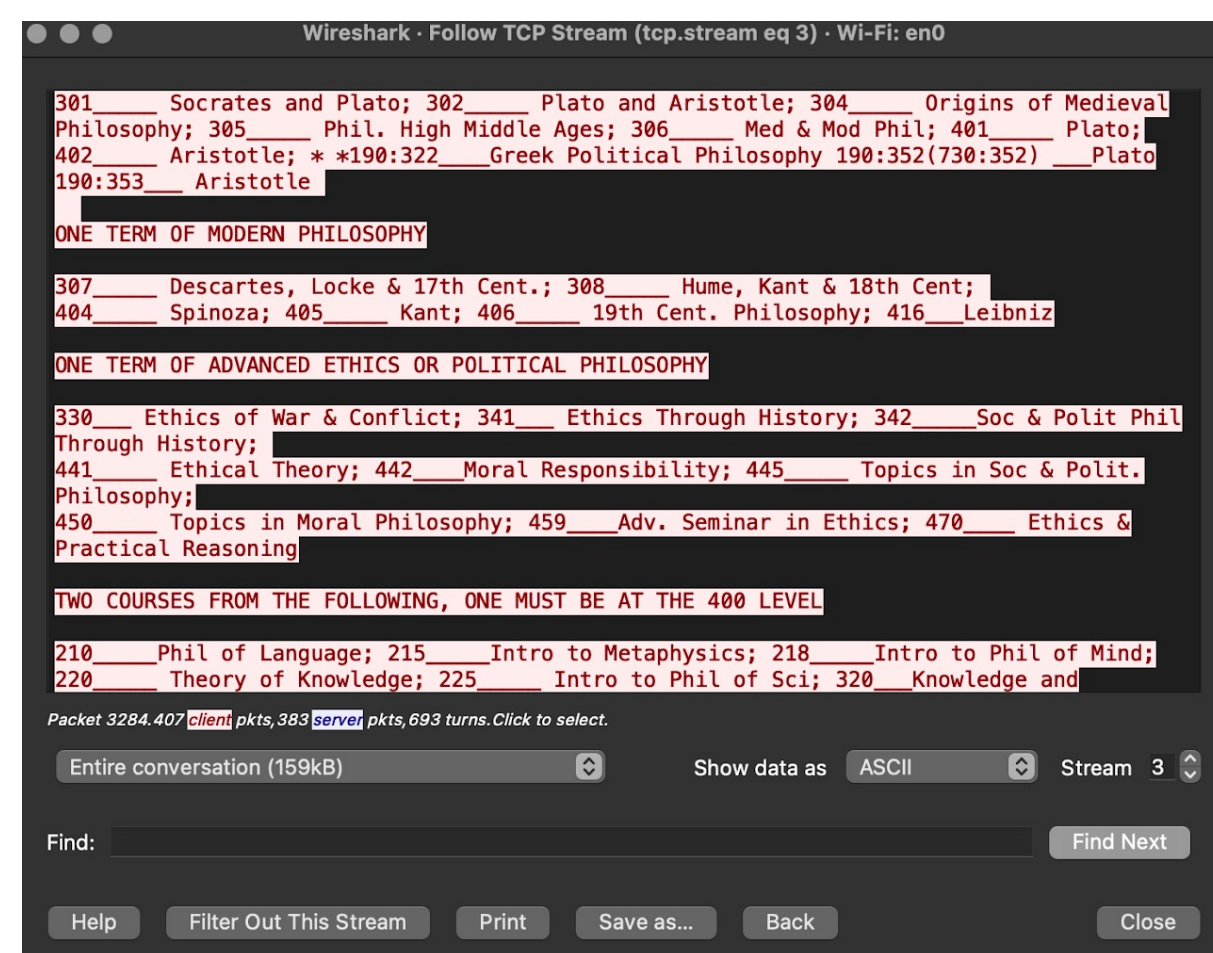 Wireshark · Follow TCP Stream (tcp.stream eq 3) · Wi-Fi: en0
301_____ Socrates and Plato; 302_____ Plato and Aristotle; 304_____ Origins of Medieval
Philosophy; 305_____ Phil. High Middle Ages; 306_____ Med & Mod Phil; 401_____ Plato;
402_____ Aristotle; * *190:322____Greek Political Philosophy 190:352(730:352) ___Plato
190:353___ Aristotle
ONE TERM OF MODERN PHILOSOPHY
307_____ Descartes, Locke & 17th Cent.; 308_____ Hume, Kant & 18th Cent;
404_____ Spinoza; 405_____ Kant; 406_____ 19th Cent. Philosophy; 416___Leibniz
ONE TERM OF ADVANCED ETHICS OR POLITICAL PHILOSOPHY
330___ Ethics of War & Conflict; 341___ Ethics Through History; 342_____Soc & Polit Phil
Through History;
441_____ Ethical Theory; 442____Moral Responsibility; 445_____ Topics in Soc & Polit.
Philosophy;
450_____ Topics in Moral Philosophy; 459____Adv. Seminar in Ethics; 470____ Ethics &
Practical Reasoning
TWO COURSES FROM THE FOLLOWING, ONE MUST BE AT THE 400 LEVEL
210_____Phil of Language; 215_____Intro to Metaphysics; 218_____Intro to Phil of Mind;
220_____ Theory of Knowledge; 225_____ Intro to Phil of Sci; 320___Knowledge and
Packet 3284. 407 client pkts, 383 server pkts, 693 turns. Click to select.
Entire conversation (159kB) Show data as ASCII Stream 3
Find: Find Next
Help Filter Out This Stream Print Save as... Back Close